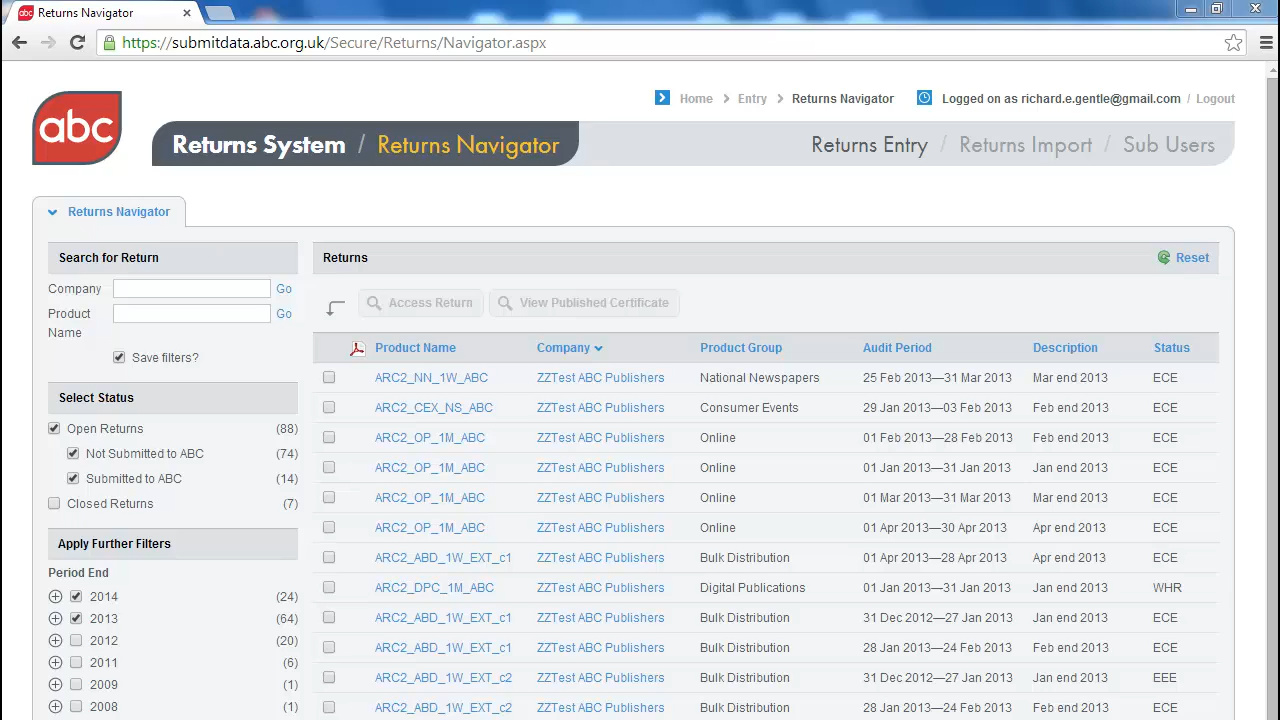 abc Returns Navigator
https://submitdata.abc.org.uk/Secure/Returns/Navigator.aspx
abc
Home > Entry > Returns Navigator Logged on as richard.e.gentle@gmail.com / Logout
Returns System / Returns Navigator Returns Entry / Returns Import / Sub Users
Returns Navigator
Search for Return
Company Go
Product Name Go
Save filters?
Select Status
Open Returns (88)
Not Submitted to ABC (74)
Submitted to ABC (14)
Closed Returns (7)
Apply Further Filters
Period End
2014 (24)
2013 (64)
2012 (20)
2011 (6)
2009 (1)
2008 (1)
Returns Reset
Access Return View Published Certificate
Product Name Company Product Group Audit Period Description Status
ARC2_NN_1W_ABC ZZTest ABC Publishers National Newspapers 25 Feb 2013—31 Mar 2013 Mar end 2013 ECE
ARC2_CEX_NS_ABC ZZTest ABC Publishers Consumer Events 29 Jan 2013—03 Feb 2013 Feb end 2013 ECE
ARC2_OP_1M_ABC ZZTest ABC Publishers Online 01 Feb 2013—28 Feb 2013 Feb end 2013 ECE
ARC2_OP_1M_ABC ZZTest ABC Publishers Online 01 Jan 2013—31 Jan 2013 Jan end 2013 ECE
ARC2_OP_1M_ABC ZZTest ABC Publishers Online 01 Mar 2013—31 Mar 2013 Mar end 2013 ECE
ARC2_OP_1M_ABC ZZTest ABC Publishers Online 01 Apr 2013—30 Apr 2013 Apr end 2013 ECE
ARC2_ABD_1W_EXT_c1 ZZTest ABC Publishers Bulk Distribution 01 Apr 2013—28 Apr 2013 Apr end 2013 ECE
ARC2_DPC_1M_ABC ZZTest ABC Publishers Digital Publications 01 Jan 2013—31 Jan 2013 Jan end 2013 WHR
ARC2_ABD_1W_EXT_c1 ZZTest ABC Publishers Bulk Distribution 31 Dec 2012—27 Jan 2013 Jan end 2013 ECE
ARC2_ABD_1W_EXT_c1 ZZTest ABC Publishers Bulk Distribution 28 Jan 2013—24 Feb 2013 Feb end 2013 ECE
ARC2_ABD_1W_EXT_c2 ZZTest ABC Publishers Bulk Distribution 31 Dec 2012—27 Jan 2013 Jan end 2013 EEE
ARC2_ABD_1W_EXT_c2 ZZTest ABC Publishers Bulk Distribution 28 Jan 2013—24 Feb 2013 Feb end 2013 ECE